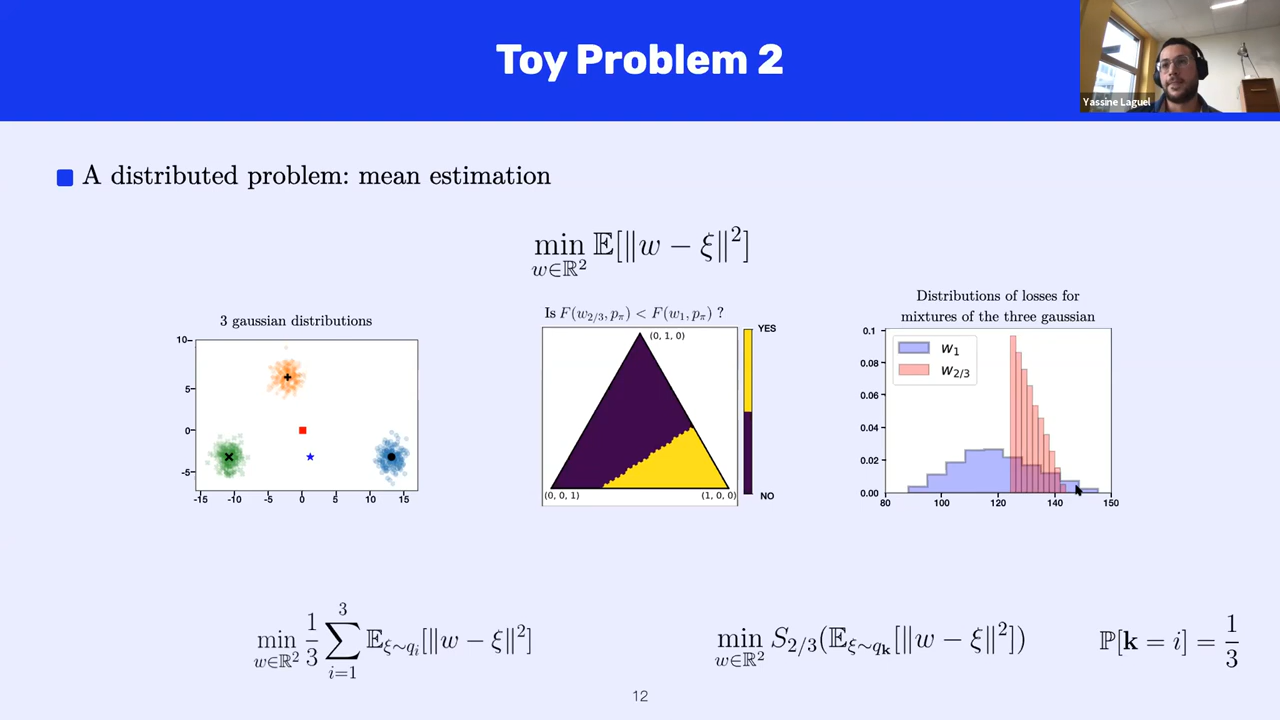 Toy Problem 2
Yassine Laguel
A distributed problem: mean estimation
min E[‖w − ξ‖²]
w∈ℝ²
3 gaussian distributions
10
5
0
-5
-15 -10 -5 0 5 10 15
Is F(w_{2/3}, p_π) < F(w_1, p_π) ?
(0, 1, 0)
(0, 0, 1)
(1, 0, 0)
YES
NO
Distributions of losses for
mixtures of the three gaussian
w_1
w_{2/3}
0.1
0.08
0.06
0.04
0.02
0.00
80 100 120 140 150
min_{w∈ℝ²} 1/3 ∑_{i=1}^{3} 𝔼_{ξ∼q_i}[‖w − ξ‖²]
min_{w∈ℝ²} S_{2/3}(𝔼_{ξ∼q_k}[‖w − ξ‖²])
ℙ[k = i] = 1/3
12